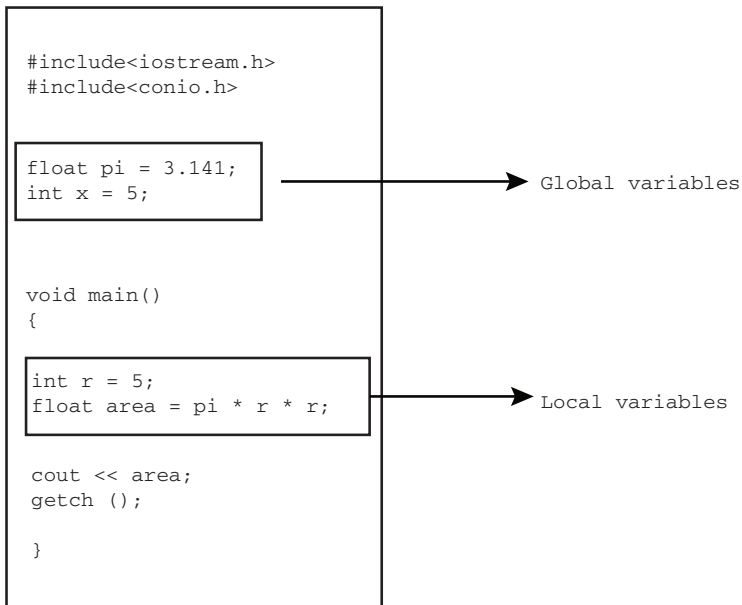 #include<iostream.h>
#include<conio.h>
float pi = 3.141;
int x = 5;
Global variables
void main()
{
int r = 5;
float area = pi * r * r;
Local variables
cout << area;
getch ();
}